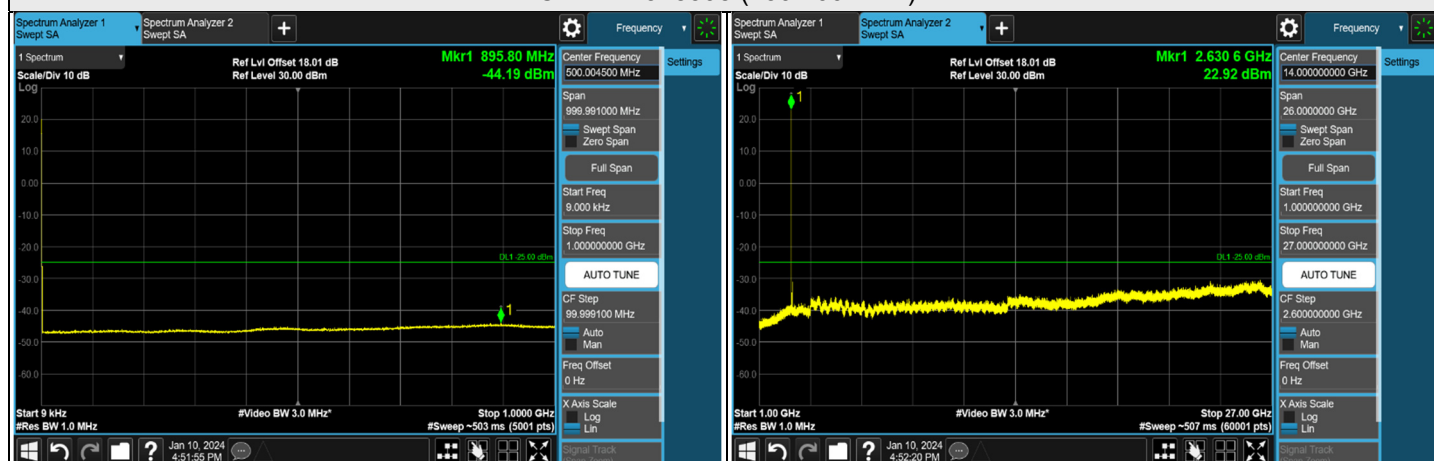 Spectrum Analyzer 1
Swept SA
Spectrum Analyzer 2
Swept SA
+
Frequency
1 Spectrum
Scale/Div 10 dB
Log
Ref Lvl Offset 18.01 dB
Ref Level 30.00 dBm
Mkr1 895.80 MHz
-44.19 dBm
1
20.0
10.0
0.00
-10.0
-20.0
-30.0
-40.0
-50.0
-60.0
DL1 -25.00 dBm
Start 9 kHz
#Res BW 1.0 MHz
#Video BW 3.0 MHz*
Stop 1.0000 GHz
#Sweep ~503 ms (5001 pts)
Center Frequency
500.004500 MHz
Settings
Span
999.991000 MHz
Swept Span
Zero Span
Full Span
Start Freq
9.000 kHz
Stop Freq
1.000000000 GHz
AUTO TUNE
CF Step
99.999100 MHz
Auto
Man
Freq Offset
0 Hz
X Axis Scale
Log
Lin
Signal Track
?
Jan 10, 2024
4:51:55 PM
Spectrum Analyzer 1
Swept SA
Spectrum Analyzer 2
Swept SA
+
Frequency
1 Spectrum
Scale/Div 10 dB
Log
Ref Lvl Offset 18.01 dB
Ref Level 30.00 dBm
Mkr1 2.630 6 GHz
22.92 dBm
1
20.0
10.0
0.00
-10.0
-20.0
-30.0
-40.0
-50.0
-60.0
DL1 -25.00 dBm
Start 1.00 GHz
#Res BW 1.0 MHz
#Video BW 3.0 MHz*
Stop 27.00 GHz
#Sweep ~507 ms (60001 pts)
Center Frequency
14.00000000 GHz
Settings
Span
26.0000000 GHz
Swept Span
Zero Span
Full Span
Start Freq
1.000000000 GHz
Stop Freq
27.000000000 GHz
AUTO TUNE
CF Step
2.600000000 GHz
Auto
Man
Freq Offset
0 Hz
X Axis Scale
Log
Lin
Signal Track
?
Jan 10, 2024
4:52:20 PM